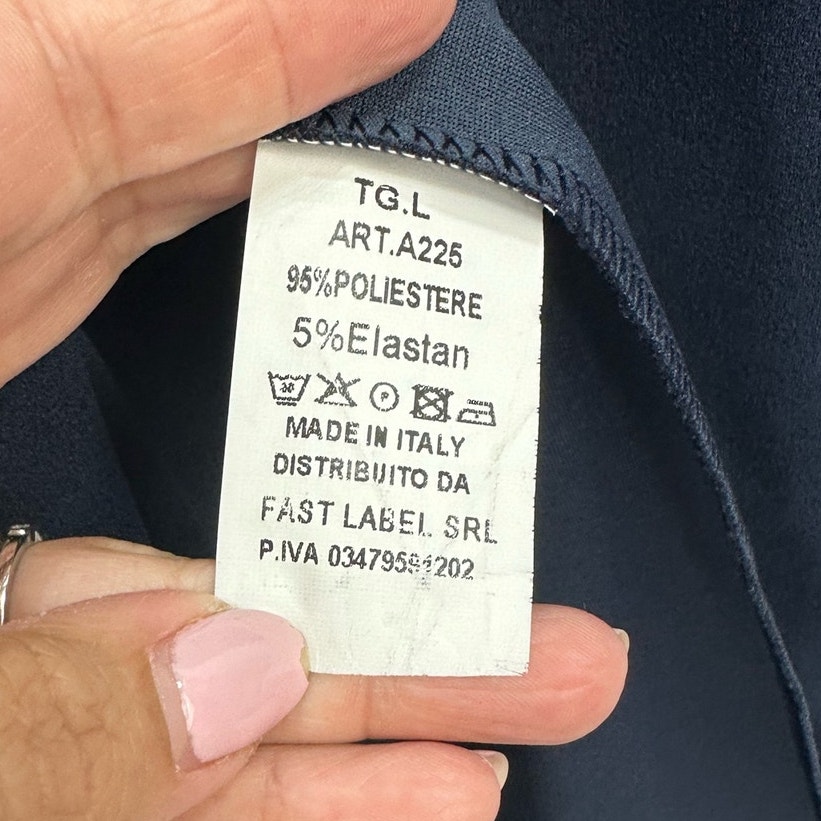 TG.L
ART.A225
95%POLIESTERE
5%Elastan
MADE IN ITALY
DISTRIBUITO DA
FAST LABEL SRL
P.IVA